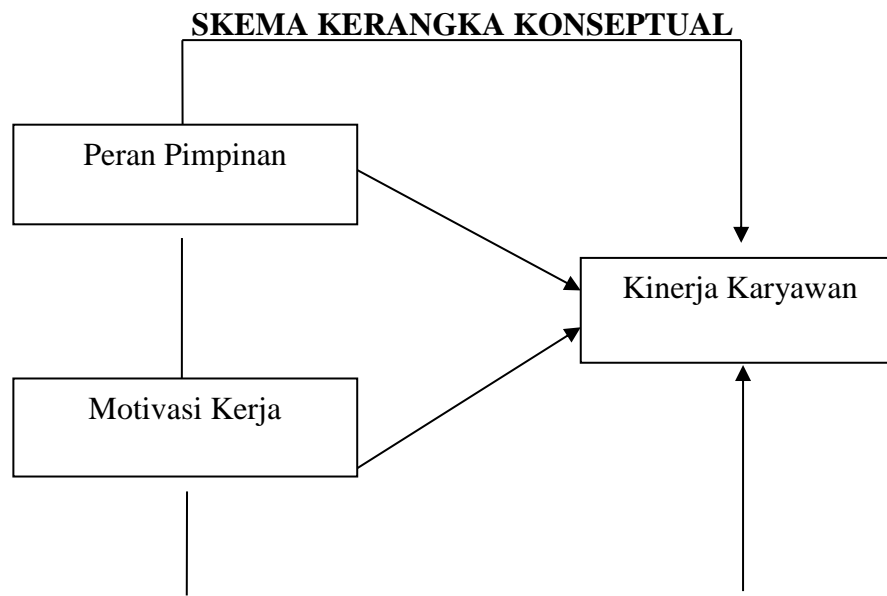 SKEMA KERANGKA KONSEPTUAL
Peran Pimpinan
Kinerja Karyawan
Motivasi Kerja